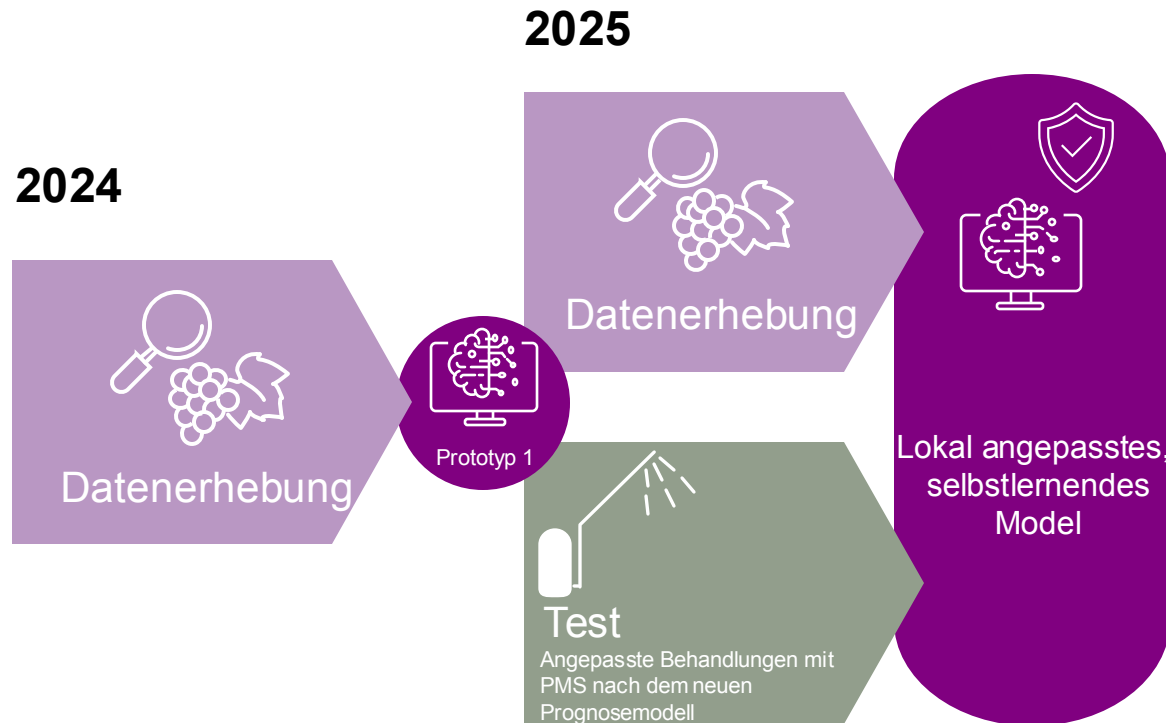 2024
Datenerhebung
Prototyp 1
2025
Datenerhebung
Test
Angepasste Behandlungen mit
PMS nach dem neuen
Prognosemodell
Lokal angepasstes,
selbstlernendes
Model